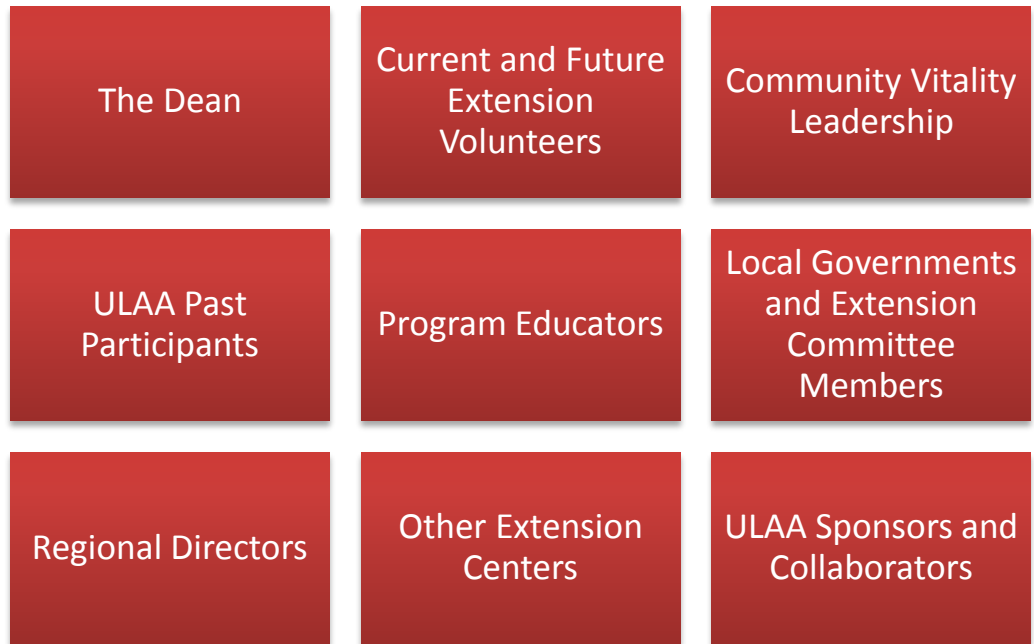 The Dean
Current and Future
Extension
Volunteers
Community Vitality
Leadership
ULAA Past
Participants
Program Educators
Local Governments
and Extension
Committee
Members
Regional Directors
Other Extension
Centers
ULAA Sponsors and
Collaborators